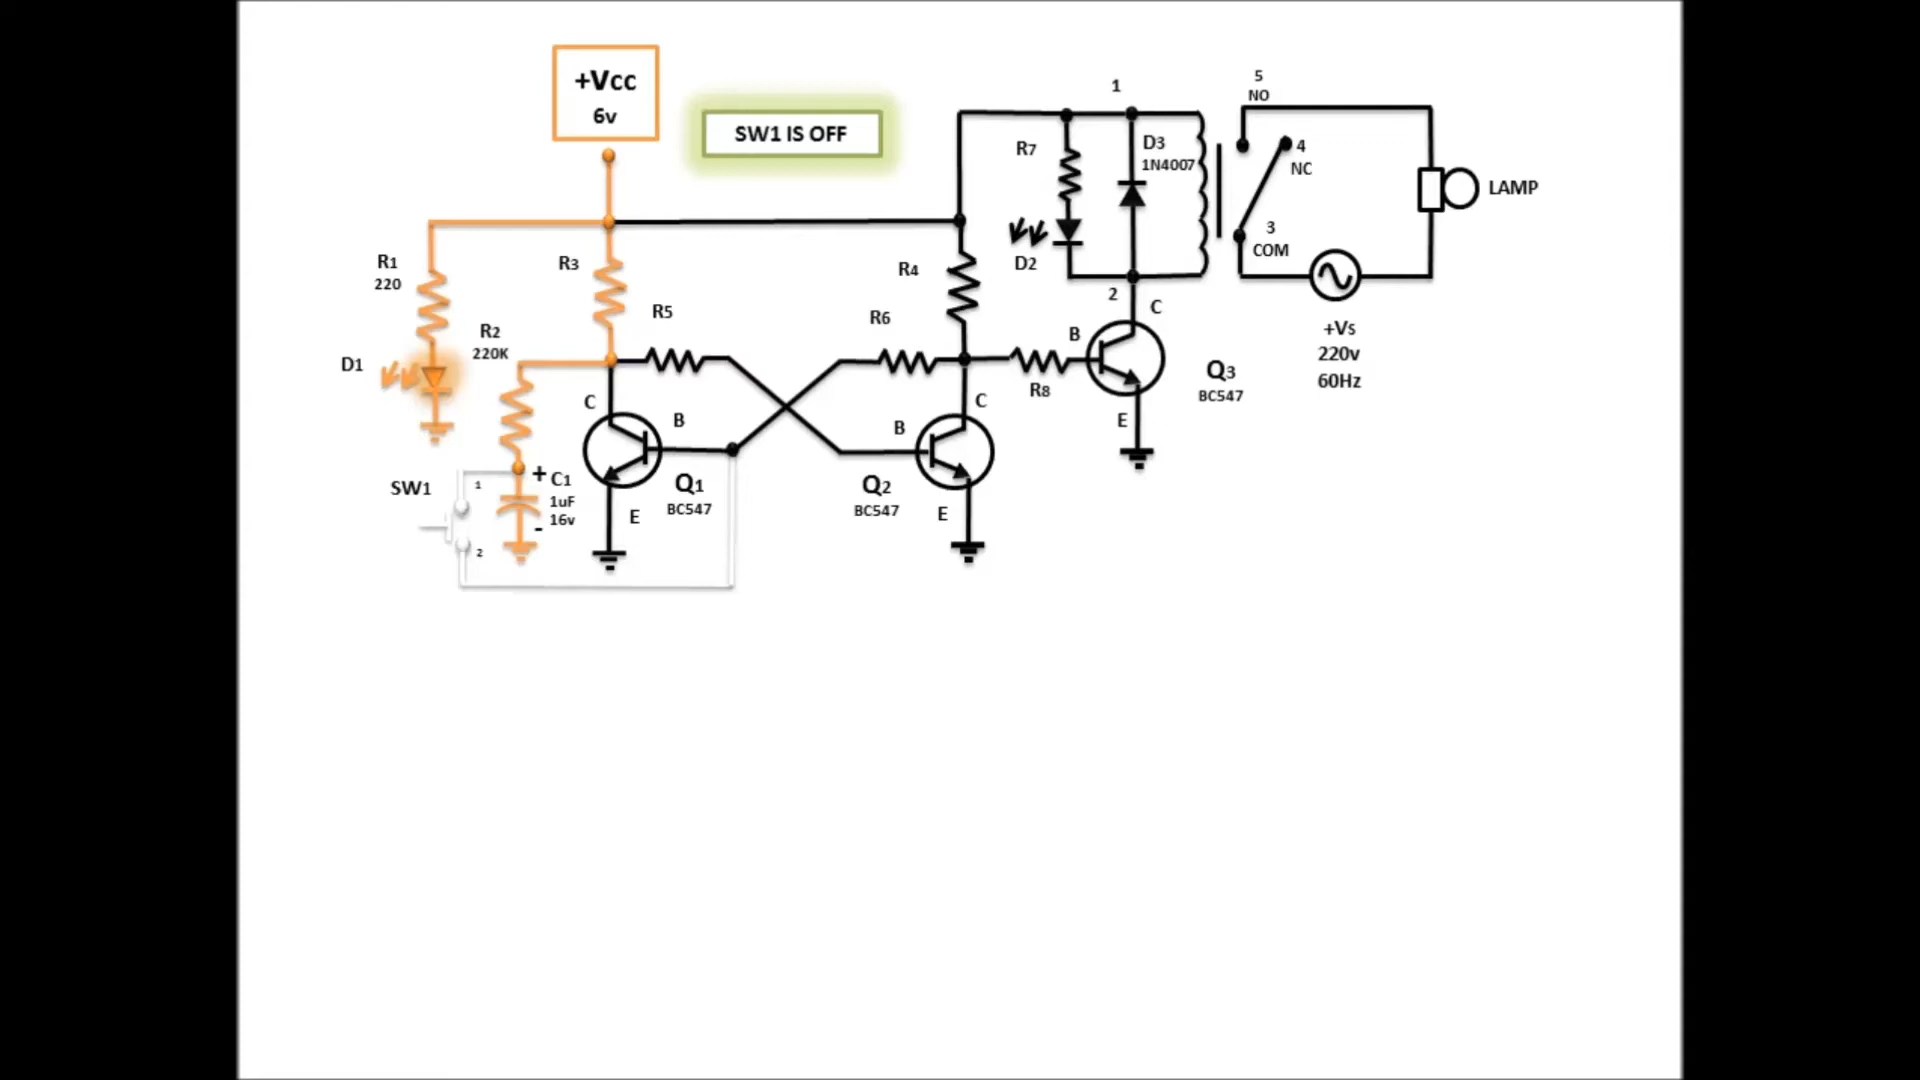 +Vcc
6v
SW1 IS OFF
1
5
NO
R7
D3
1N4007
4
NC
LAMP
3
COM
R1
220
R3
R4
D2
2
C
R5
R6
R2
220K
B
+Vs
220v
60Hz
D1
Q3
BC547
R8
C
B
C
B
E
SW1
1
+
C1
1uF
16v
-
2
Q1
BC547
Q2
BC547
E
E